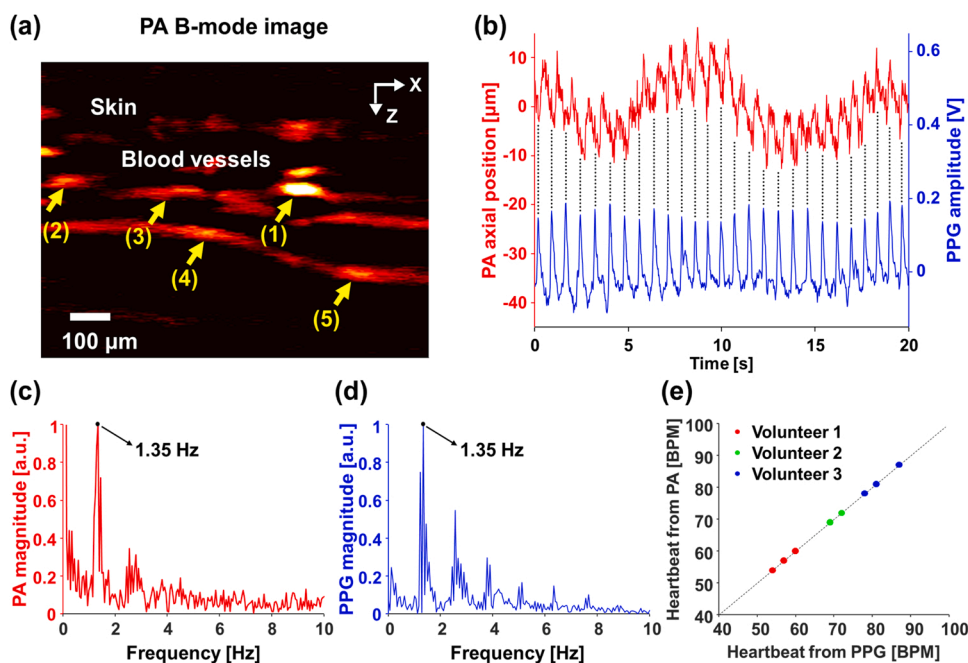 (a)
PA B-mode image
X
Z
Skin
Blood vessels
(2)
(3)
(1)
(4)
(5)
100 µm
(b)
PA axial position [µm]
10
0
-10
-20
-30
-40
PPG amplitude [V]
0.6
0.4
0.2
0
0
5
10
15
20
Time [s]
(c)
PA magnitude [a.u.]
1
0.8
0.6
0.4
0.2
0
1.35 Hz
0
2
4
6
8
10
Frequency [Hz]
(d)
PPG magnitude [a.u.]
1
0.8
0.6
0.4
0.2
0
1.35 Hz
0
2
4
6
8
10
Frequency [Hz]
(e)
Heartbeat from PA [BPM]
100
90
80
70
60
50
40
Volunteer 1
Volunteer 2
Volunteer 3
40
50
60
70
80
90
100
Heartbeat from PPG [BPM]